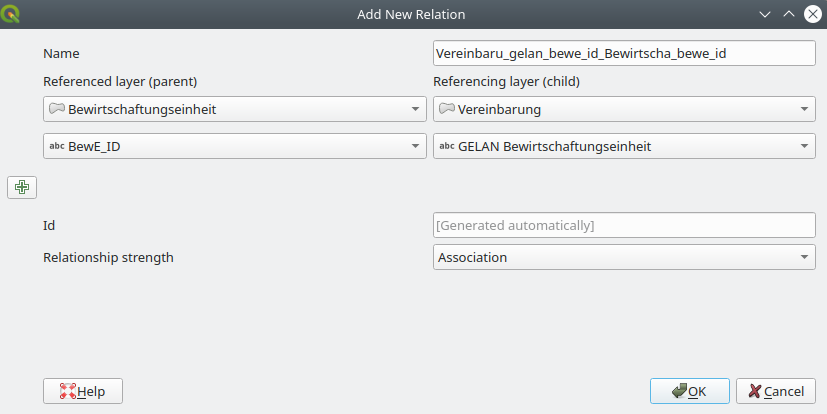 Add New Relation
Name Vereinbaru_gelan_bewe_id_Bewirtscha_bewe_id
Referenced layer (parent) Referencing layer (child)
Bewirtschaftungseinheit Vereinbarung
abc BewE_ID abc GELAN Bewirtschaftungseinheit
Id [Generated automatically]
Relationship strength Association
Help OK Cancel